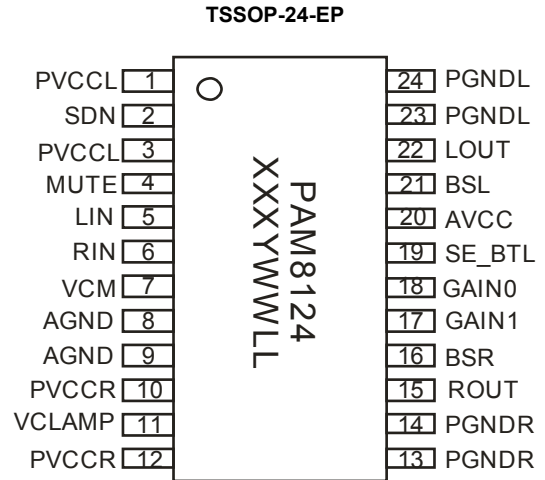 TSSOP-24-EP
PVCCL 1
SDN 2
PVCCL 3
MUTE 4
LIN 5
RIN 6
VCM 7
AGND 8
AGND 9
PVCCR 10
VCLAMP 11
PVCCR 12
PAM8124
XXXYWWLL
24 PGNDL
23 PGNDL
22 LOUT
21 BSL
20 AVCC
19 SE_BTL
18 GAIN0
17 GAIN1
16 BSR
15 ROUT
14 PGNDR
13 PGNDR